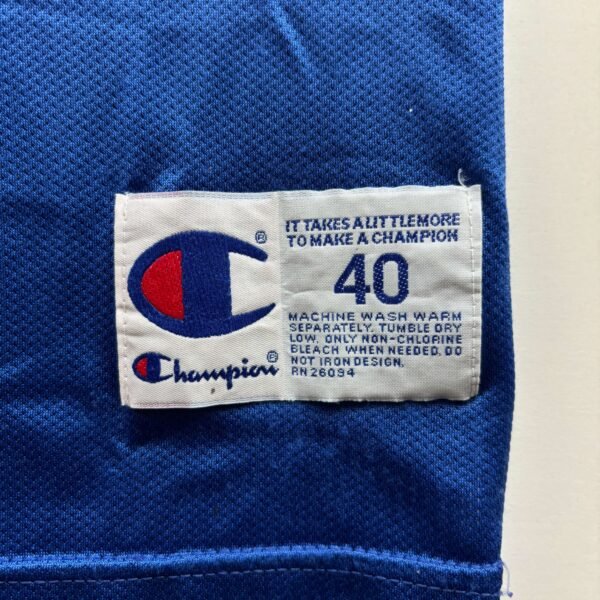 ®
Champion®
IT TAKES A LITTLE MORE
TO MAKE A CHAMPION
40
MACHINE WASH WARM
SEPARATELY. TUMBLE DRY
LOW. ONLY NON-CHLORINE
BLEACH WHEN NEEDED. DO
NOT IRON DESIGN.
RN 26094